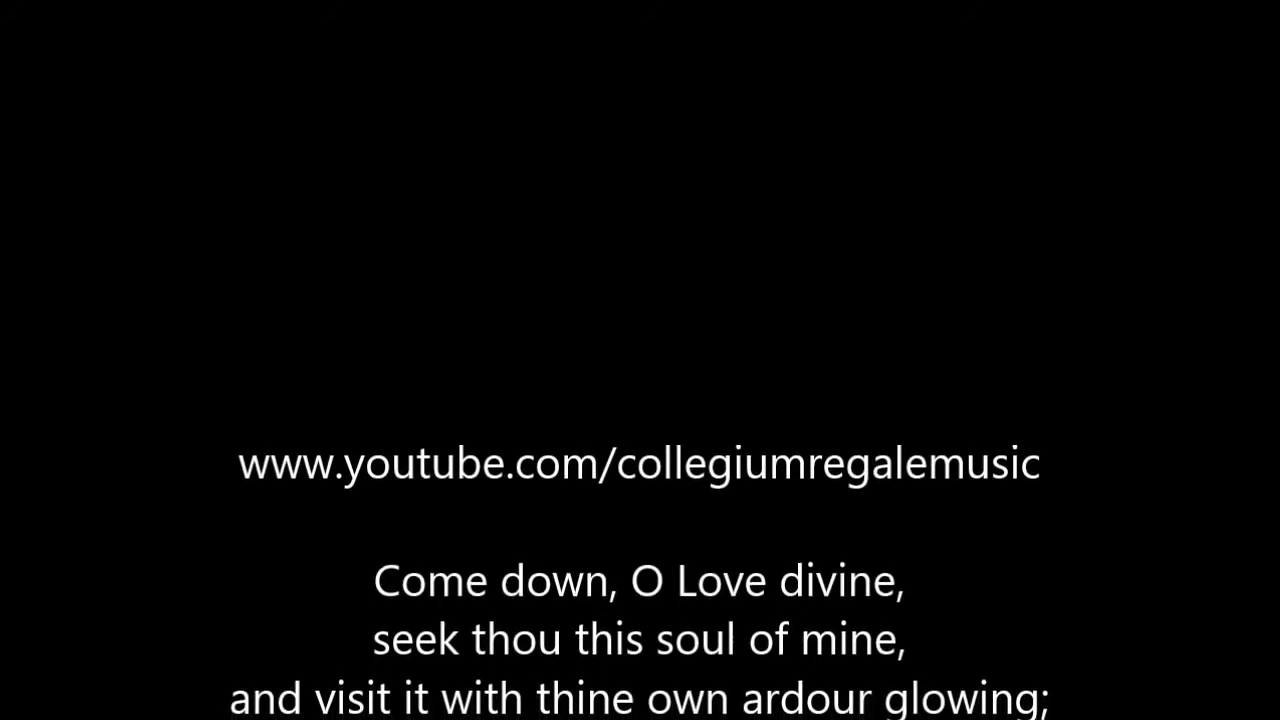 www.youtube.com/collegiumregalemusic
Come down, O Love divine,
seek thou this soul of mine,
and visit it with thine own ardour glowing;